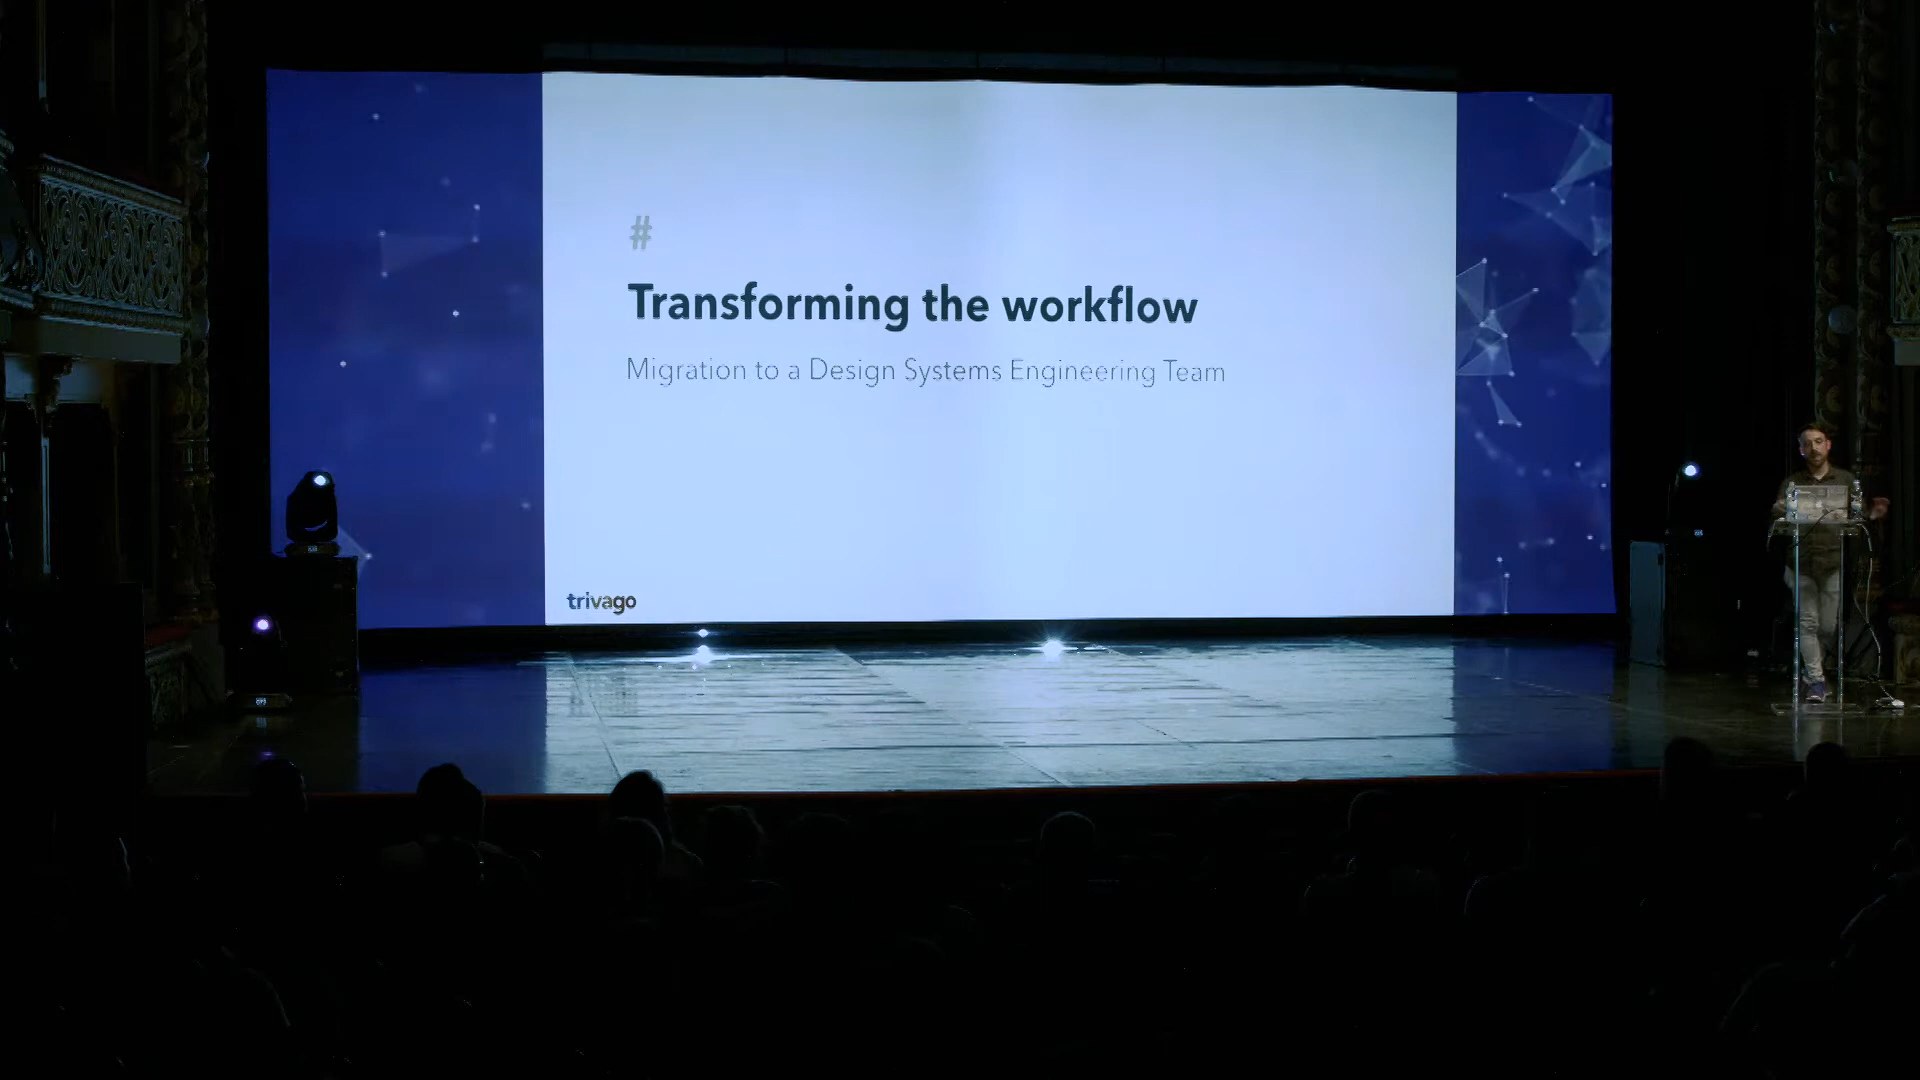 #
Transforming the workflow
Migration to a Design Systems Engineering Team
trivago